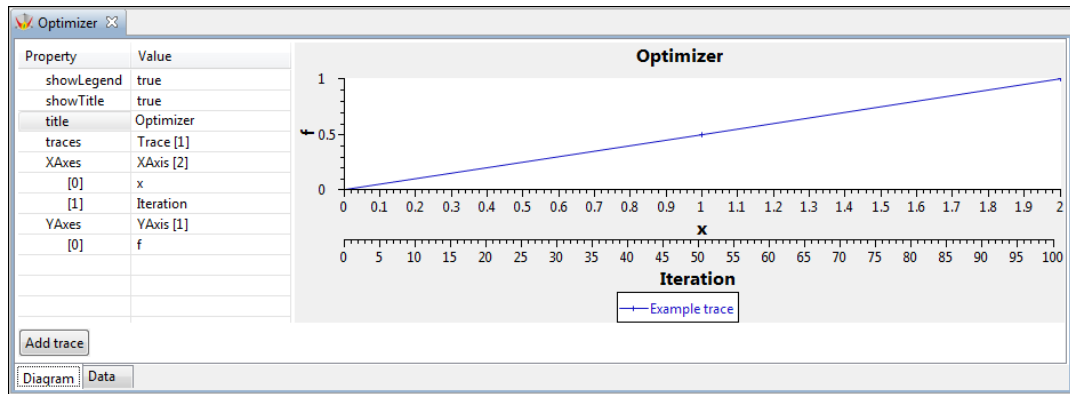 Optimizer
Property Value
showLegend true
showTitle true
title Optimizer
traces Trace [1]
XAxes XAxis [2]
[0] x
[1] Iteration
YAxes YAxis [1]
[0] f
Add trace
Diagram Data
Optimizer
1
0.5
0
f
0 0.1 0.2 0.3 0.4 0.5 0.6 0.7 0.8 0.9 1 1.1 1.2 1.3 1.4 1.5 1.6 1.7 1.8 1.9 2
x
0 5 10 15 20 25 30 35 40 45 50 55 60 65 70 75 80 85 90 95 100
Iteration
Example trace